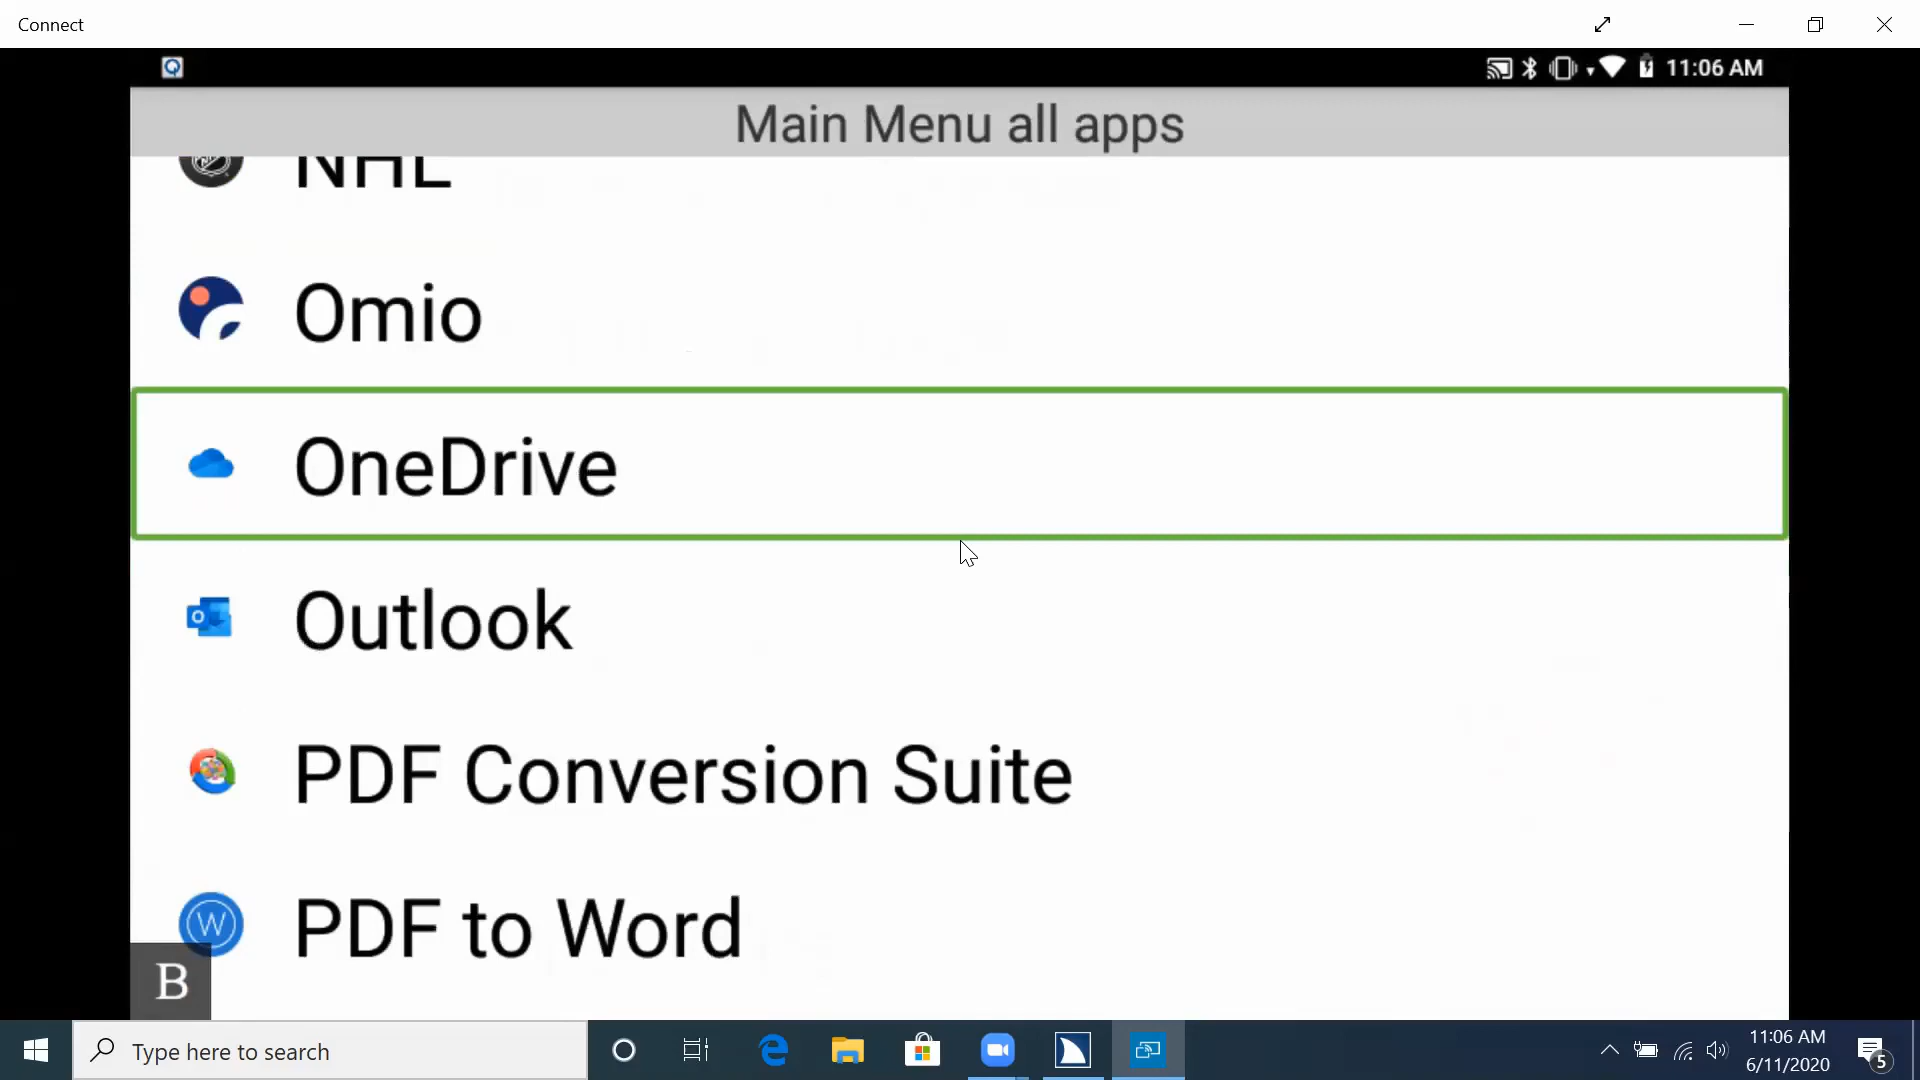 Connect
11:06 AM
Main Menu all apps
NHL
Omio
OneDrive
Outlook
PDF Conversion Suite
W
PDF to Word
B
Type here to search
11:06 AM
6/11/2020
5